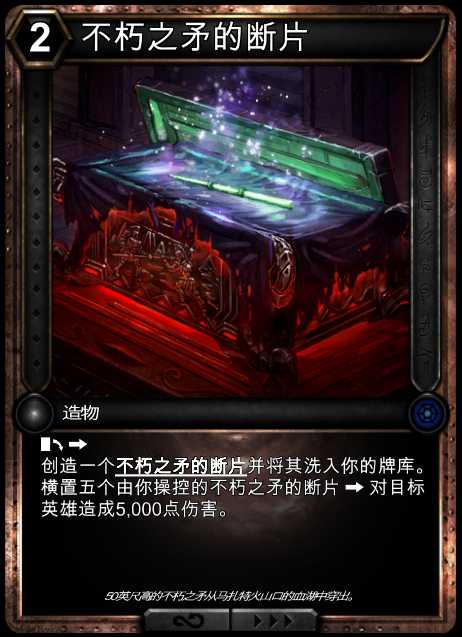 2
不朽之矛的断片
造物
创造一个不朽之矛的断片并将其洗入你的牌库。
横置五个由你操控的不朽之矛的断片 ➡ 对目标
英雄造成5,000点伤害。
50英尺高的不朽之矛从马扎特火山口的血湖中穿出。